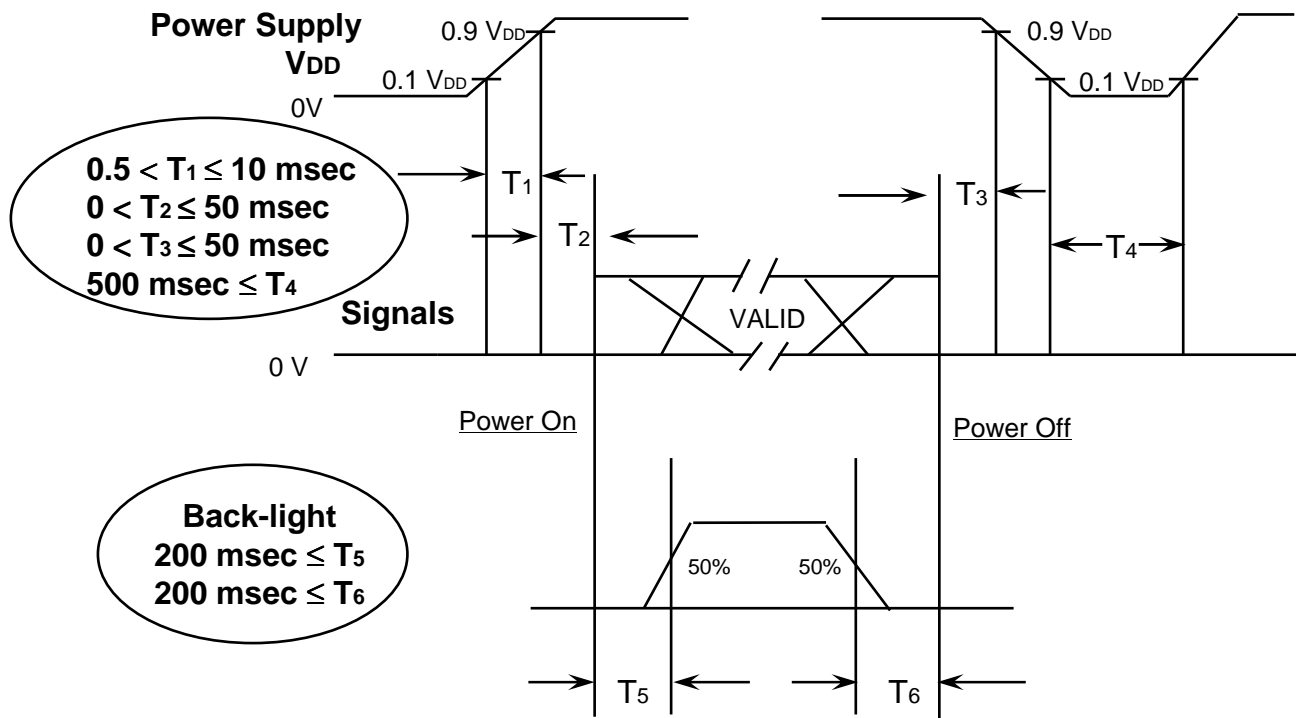 Power Supply
VDD
0.9 VDD
0.1 VDD
0V
0.9 VDD
0.1 VDD
0.5 < T1 ≤ 10 msec
0 < T2 ≤ 50 msec
0 < T3 ≤ 50 msec
500 msec ≤ T4
T1
T2
T3
T4
Signals
VALID
0 V
Power On
Power Off
Back-light
200 msec ≤ T5
200 msec ≤ T6
50%
50%
T5
T6